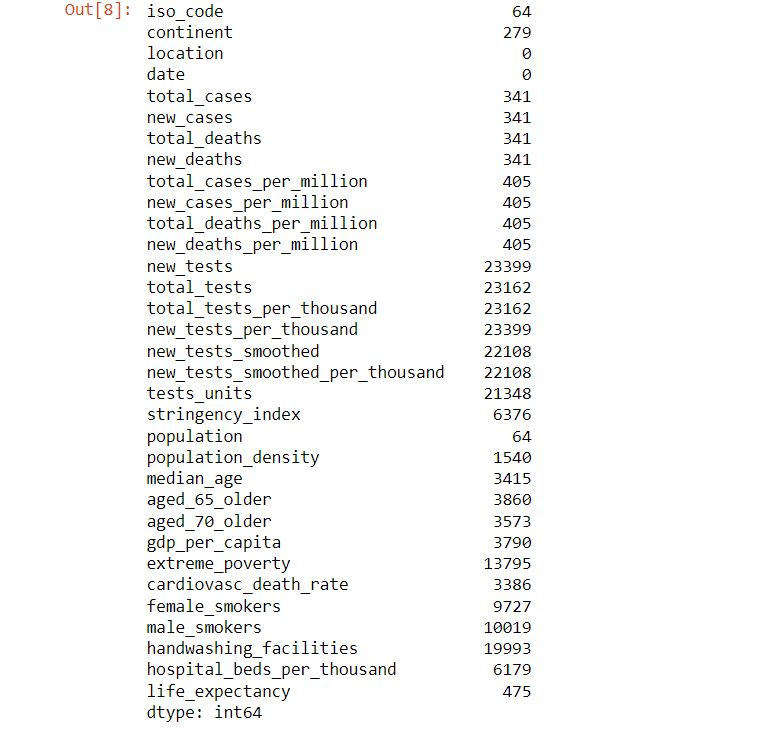 Out[8]: iso_code 64
continent 279
location 0
date 0
total_cases 341
new_cases 341
total_deaths 341
new_deaths 341
total_cases_per_million 405
new_cases_per_million 405
total_deaths_per_million 405
new_deaths_per_million 405
new_tests 23399
total_tests 23162
total_tests_per_thousand 23162
new_tests_per_thousand 23399
new_tests_smoothed 22108
new_tests_smoothed_per_thousand 22108
tests_units 21348
stringency_index 6376
population 64
population_density 1540
median_age 3415
aged_65_older 3860
aged_70_older 3573
gdp_per_capita 3790
extreme_poverty 13795
cardiovasc_death_rate 3386
female_smokers 9727
male_smokers 10019
handwashing_facilities 19993
hospital_beds_per_thousand 6179
life_expectancy 475
dtype: int64